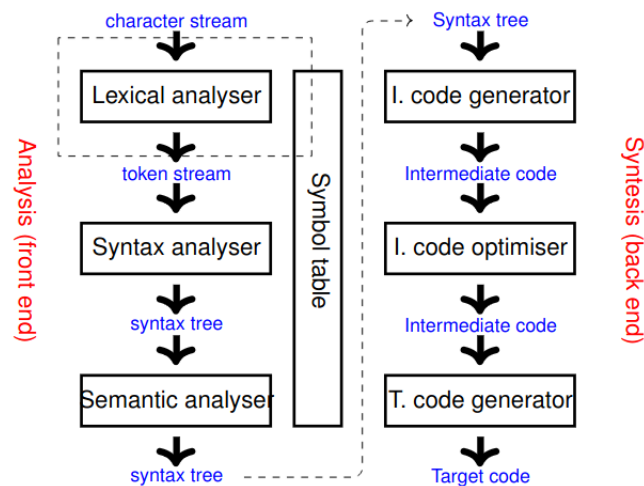 character stream
Lexical analyser
token stream
Syntax analyser
syntax tree
Semantic analyser
syntax tree
Analysis (front end)
Symbol table
Syntax tree
I. code generator
Intermediate code
I. code optimiser
Intermediate code
T. code generator
Target code
Syntesis (back end)